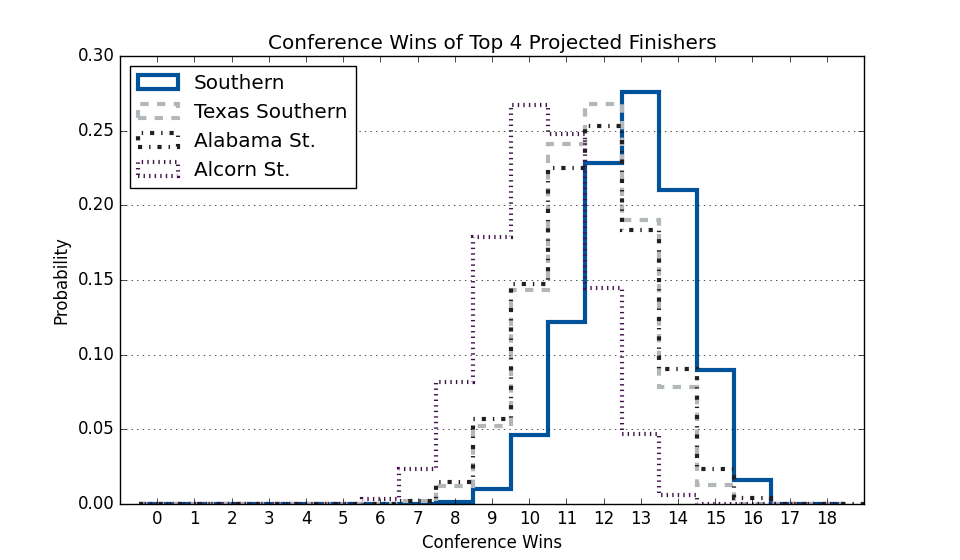 Conference Wins of Top 4 Projected Finishers
0.30
0.25
0.20
0.15
0.10
0.05
0.00
Probability
Southern
Texas Southern
Alabama St.
Alcorn St.
0 1 2 3 4 5 6 7 8 9 10 11 12 13 14 15 16 17 18
Conference Wins